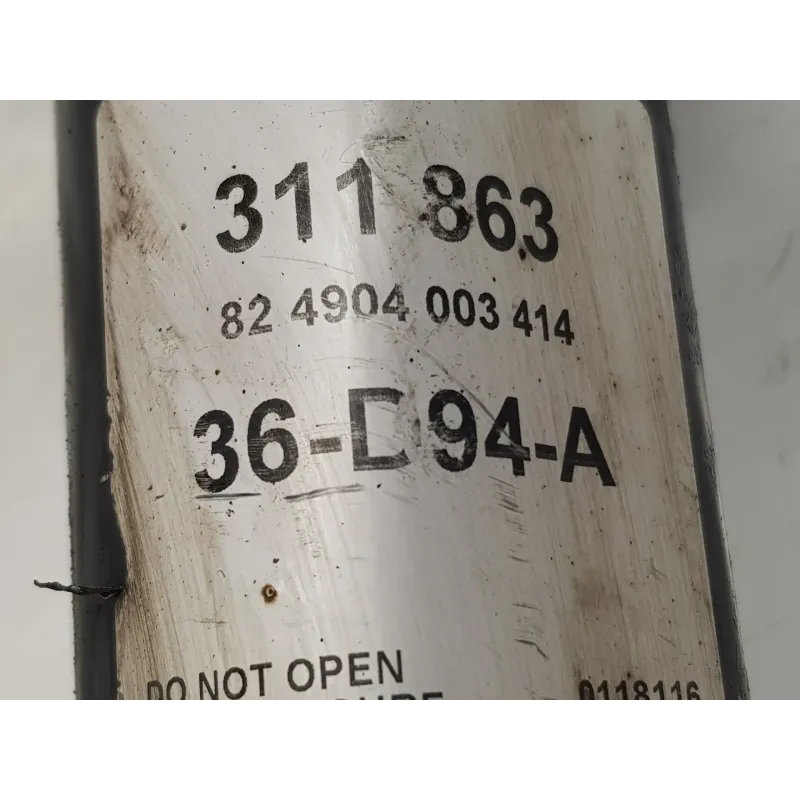 311 863
82 4904 003 414
36-D94-A
DO NOT OPEN
0118116